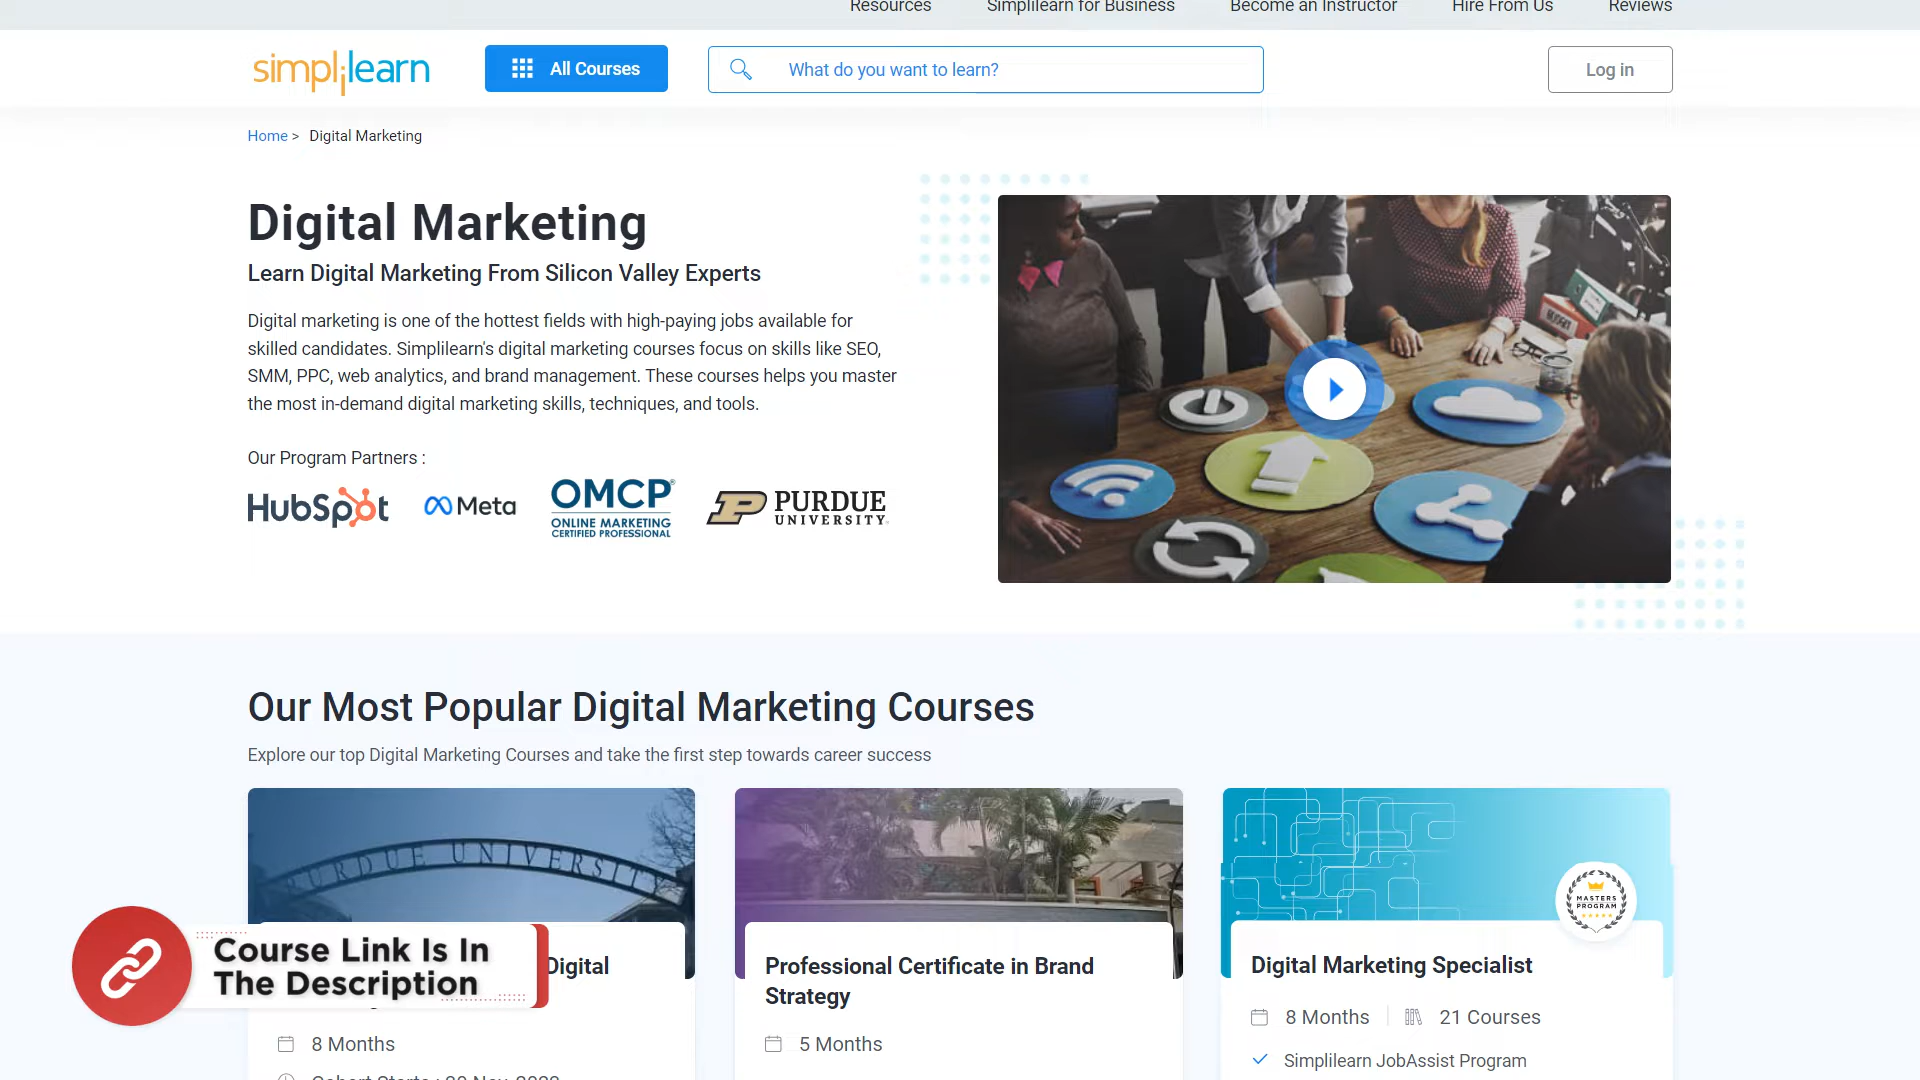 Resources Simplilearn for Business Become an Instructor Hire From Us Reviews
simplilearn All Courses What do you want to learn? Log in
Home > Digital Marketing
Digital Marketing
Learn Digital Marketing From Silicon Valley Experts
Digital marketing is one of the hottest fields with high-paying jobs available for
skilled candidates. Simplilearn's digital marketing courses focus on skills like SEO,
SMM, PPC, web analytics, and brand management. These courses helps you master
the most in-demand digital marketing skills, techniques, and tools.
Our Program Partners :
HubSpot
Meta
OMCP®
ONLINE MARKETING
CERTIFIED PROFESSIONAL
PURDUE
UNIVERSITY
BUDGET
Our Most Popular Digital Marketing Courses
Explore our top Digital Marketing Courses and take the first step towards career success
PURDUE UNIVERSITY
Digital
8 Months
Course Link Is In
The Description
Professional Certificate in Brand
Strategy
5 Months
MASTERS
PROGRAM
Digital Marketing Specialist
8 Months 21 Courses
Simplilearn JobAssist Program